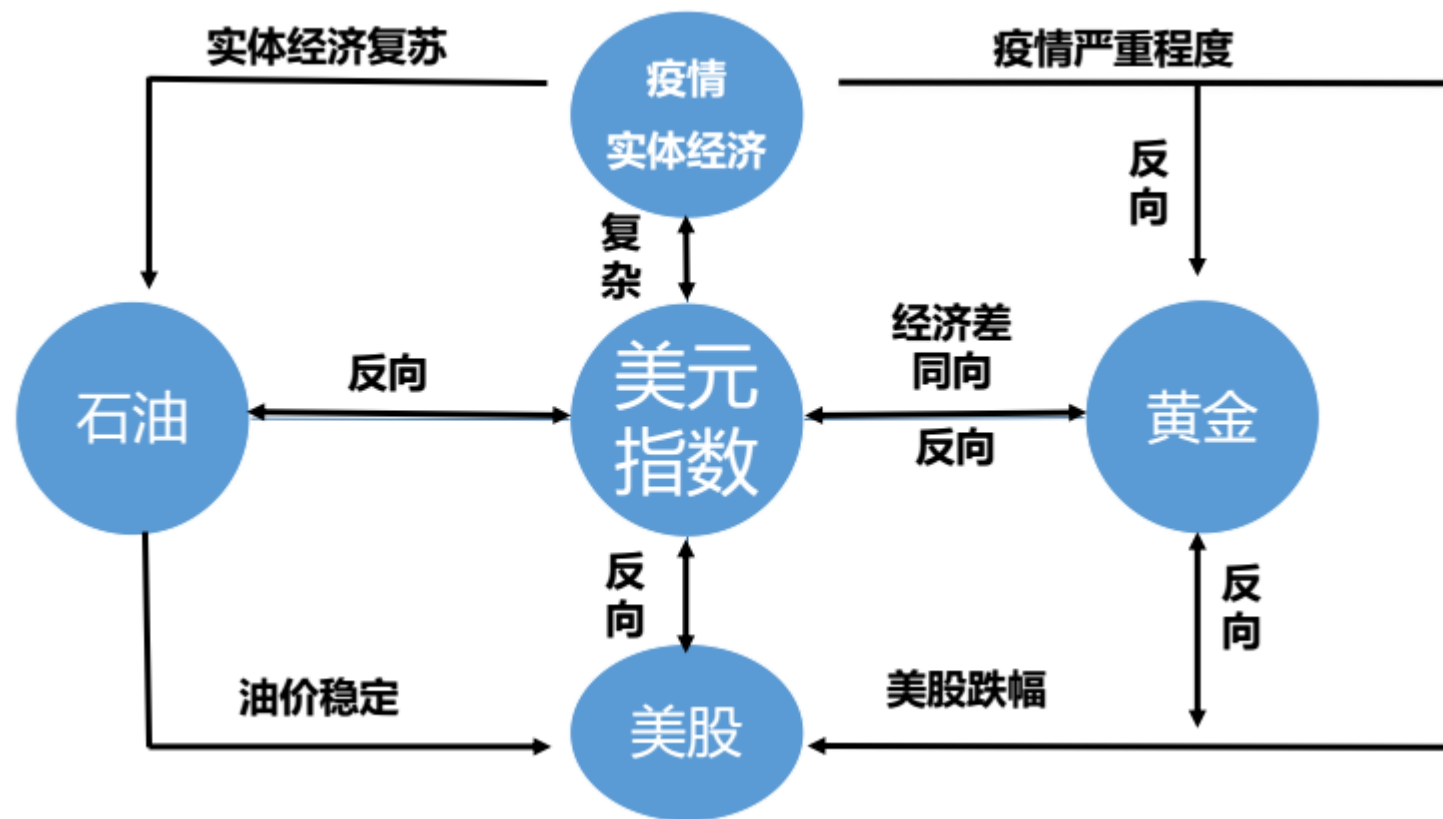 实体经济复苏
疫情
实体经济
疫情严重程度
反
向
复
杂
石油
反向
美元
指数
经济差
同向
反向
黄金
反
向
反
向
油价稳定
美股
美股跌幅